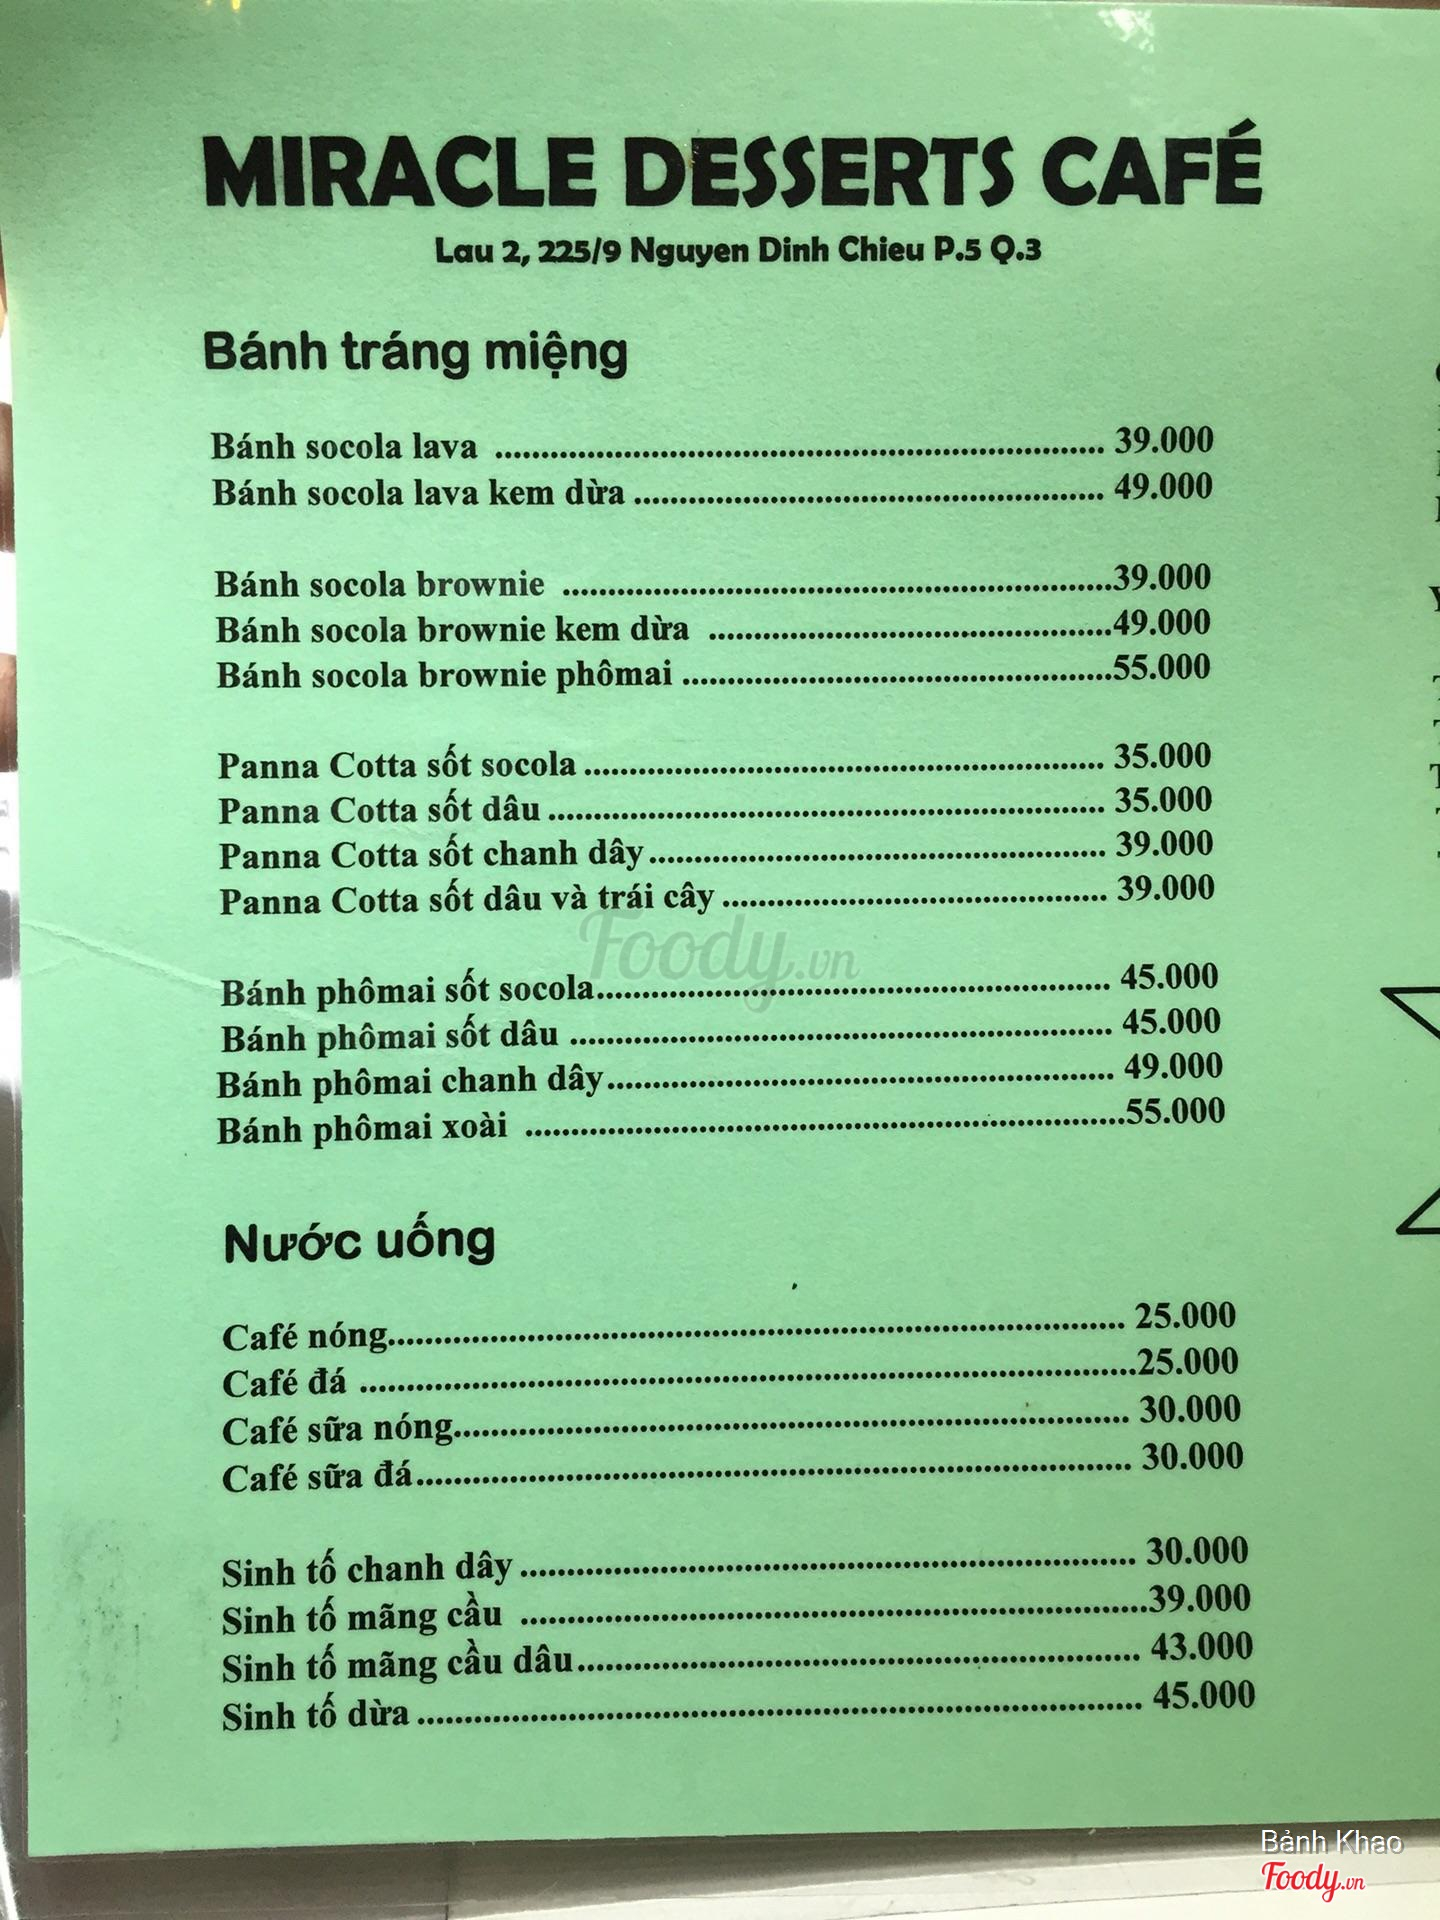 MIRACLE DESSERTS CAFÉ
Lau 2, 225/9 Nguyen Dinh Chieu P.5 Q.3
Bánh tráng miệng
Bánh socola lava ........................................ 39.000
Bánh socola lava kem dừa ........................................ 49.000
Bánh socola brownie ........................................39.000
Bánh socola brownie kem dừa ........................................49.000
Bánh socola brownie phômai ........................................55.000
Panna Cotta sốt socola ........................................ 35.000
Panna Cotta sốt dâu ........................................ 35.000
Panna Cotta sốt chanh dây........................................ 39.000
Panna Cotta sốt dâu và trái cây ........................................ 39.000
Foody.vn
Bánh phômai sốt socola........................................ 45.000
Bánh phômai sốt dâu ........................................ 45.000
Bánh phômai chanh dây........................................ 49.000
Bánh phômai xoài ........................................55.000
Nước uống
Café nóng........................................ 25.000
Café đá ........................................25.000
Café sữa nóng........................................ 30.000
Café sữa đá........................................ 30.000
Sinh tố chanh dây ........................................ 30.000
Sinh tố mãng cầu ........................................39.000
Sinh tố mãng cầu dâu........................................ 43.000
Sinh tố dừa ........................................ 45.000
Bảnh Khao
Foody.vn